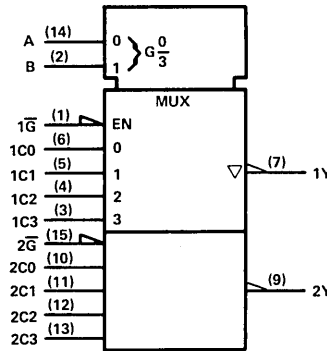 A (14) 0 G 0/3
B (2) 1
MUX
1G̅ (1) EN
1C0 (6) 0
1C1 (5) 1
1C2 (4) 2
1C3 (3) 3
▽ (7) 1Y
2G̅ (15)
2C0 (10)
2C1 (11)
2C2 (12)
2C3 (13)
(9) 2Y